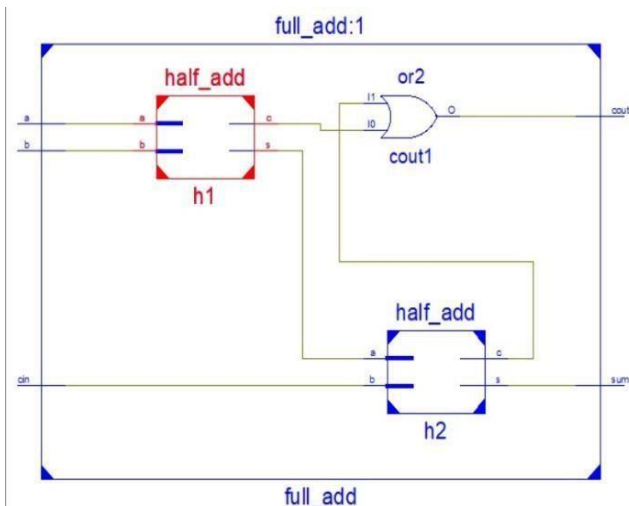 full_add:1
half_add
or2
a a c I1 O cout
b b s I0
h1
cout1
half_add
a c
cin b s sum
h2
full_add